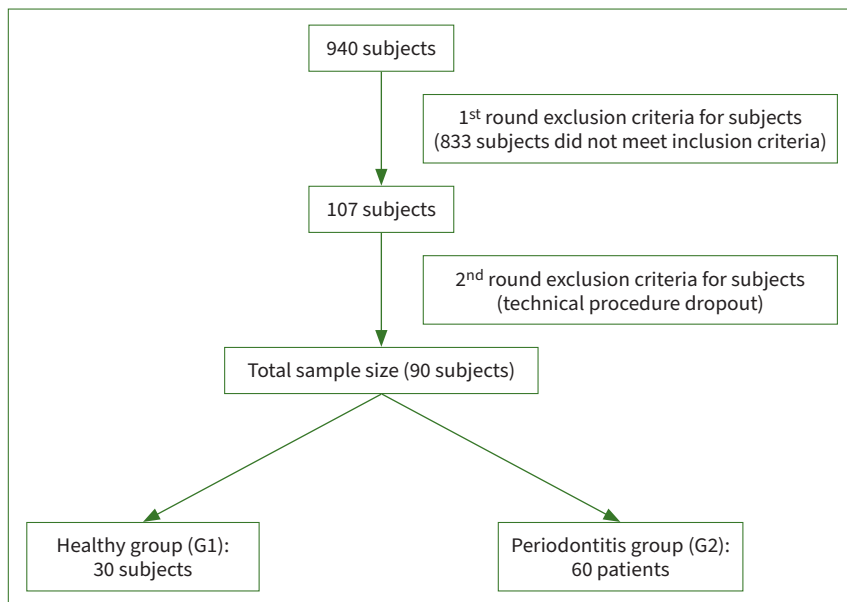 940 subjects
1st round exclusion criteria for subjects
(833 subjects did not meet inclusion criteria)
107 subjects
2nd round exclusion criteria for subjects
(technical procedure dropout)
Total sample size (90 subjects)
Healthy group (G1):
30 subjects
Periodontitis group (G2):
60 patients